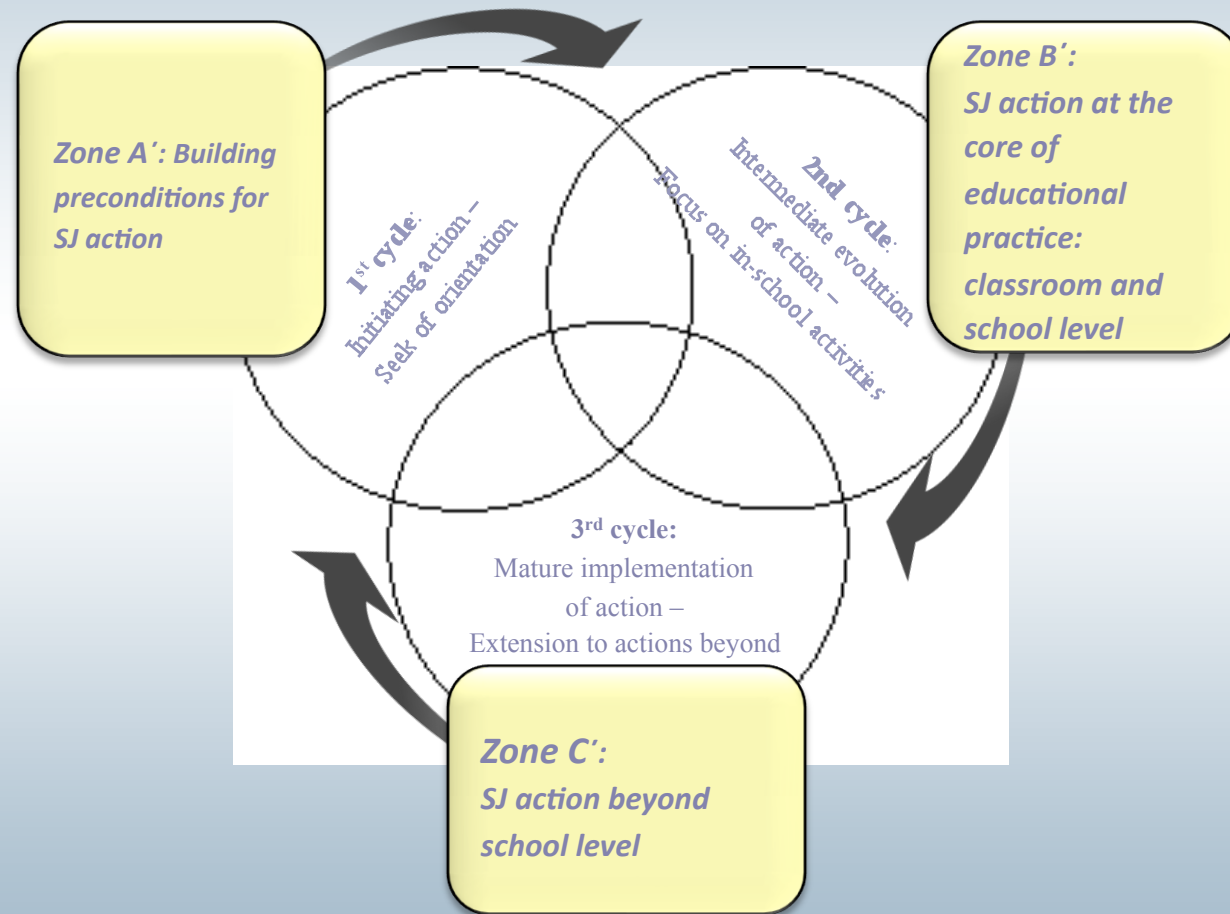 Zone A′: Building
preconditions for
SJ action
1st cycle:
Initiating action –
Seek of orientation
2nd cycle:
Intermediate evolution
of action –
Focus on in-school activities
Zone B′:
SJ action at the
core of
educational
practice:
classroom and
school level
3rd cycle:
Mature implementation
of action –
Extension to actions beyond
Zone C′:
SJ action beyond
school level